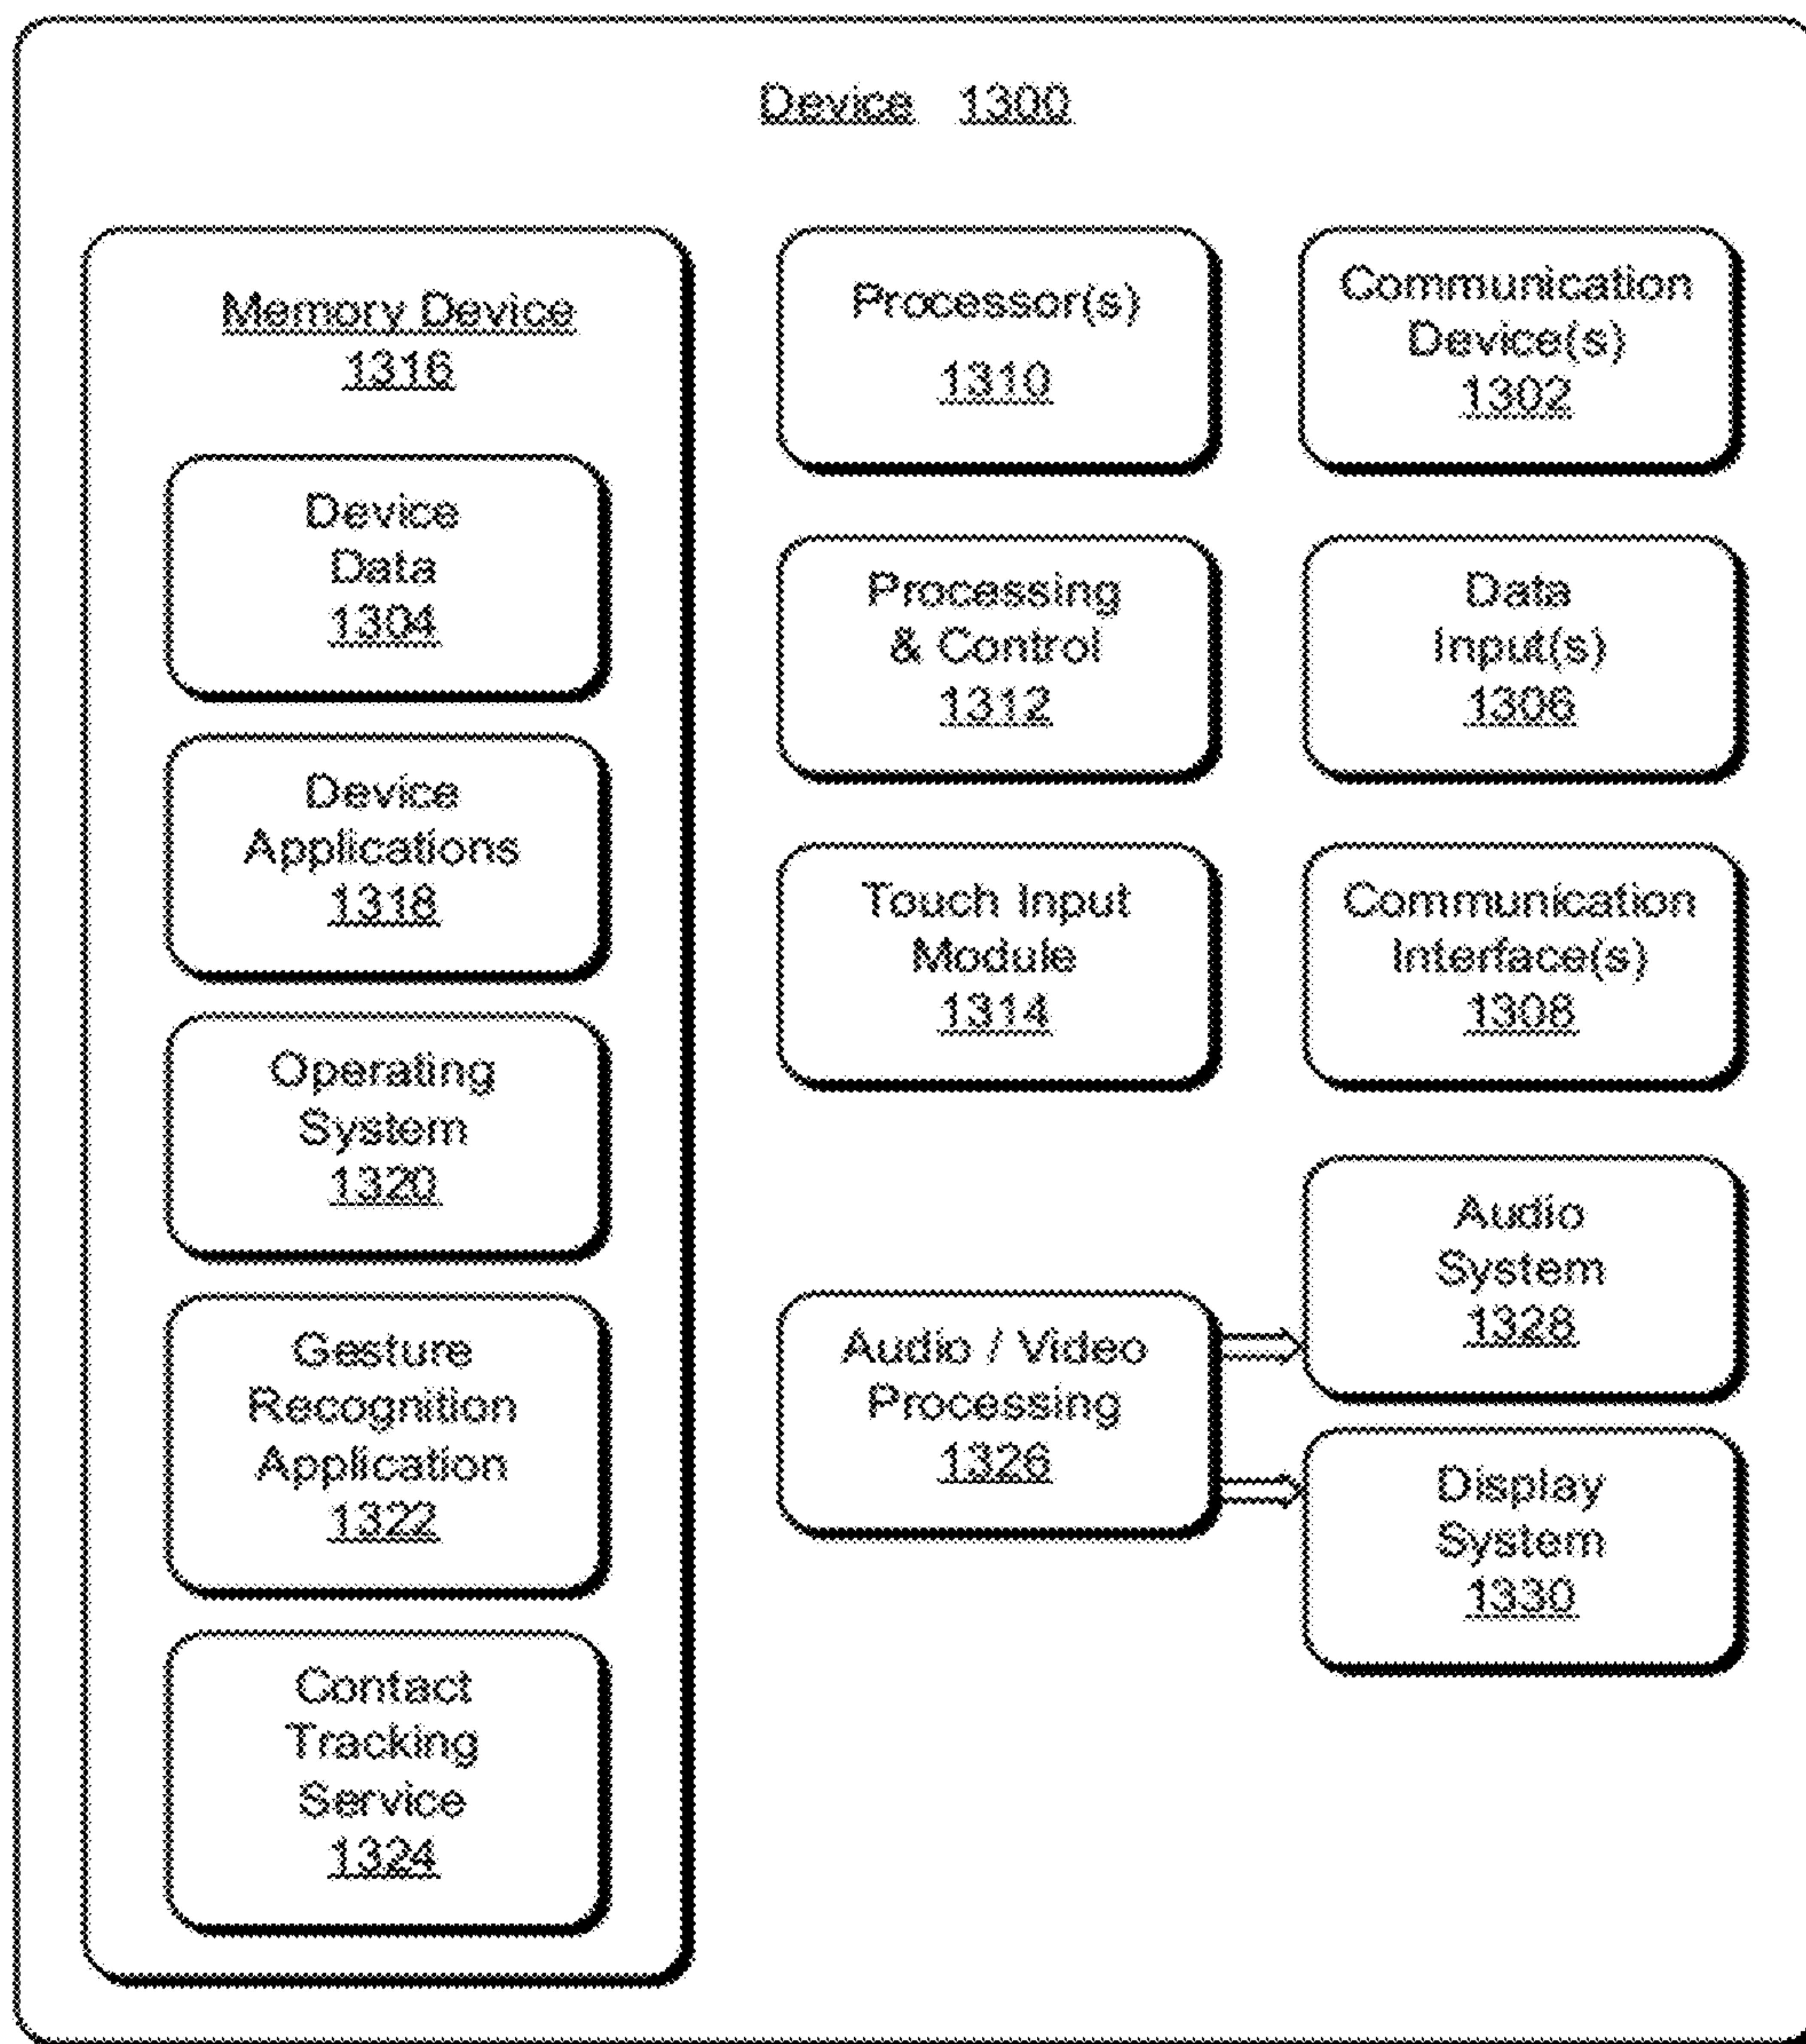 Device 1300
Memory Device
1316
Device
Data
1304
Device
Applications
1318
Operating
System
1320
Gesture
Recognition
Application
1322
Contact
Tracking
Service
1324
Processor(s)
1310
Processing
& Control
1312
Touch Input
Module
1314
Audio / Video
Processing
1326
Communication
Device(s)
1302
Data
Input(s)
1306
Communication
Interface(s)
1308
Audio
System
1328
Display
System
1330